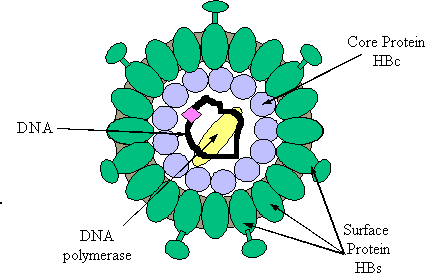 Core Protein
HBc
DNA
DNA
polymerase
Surface
Protein
HBs